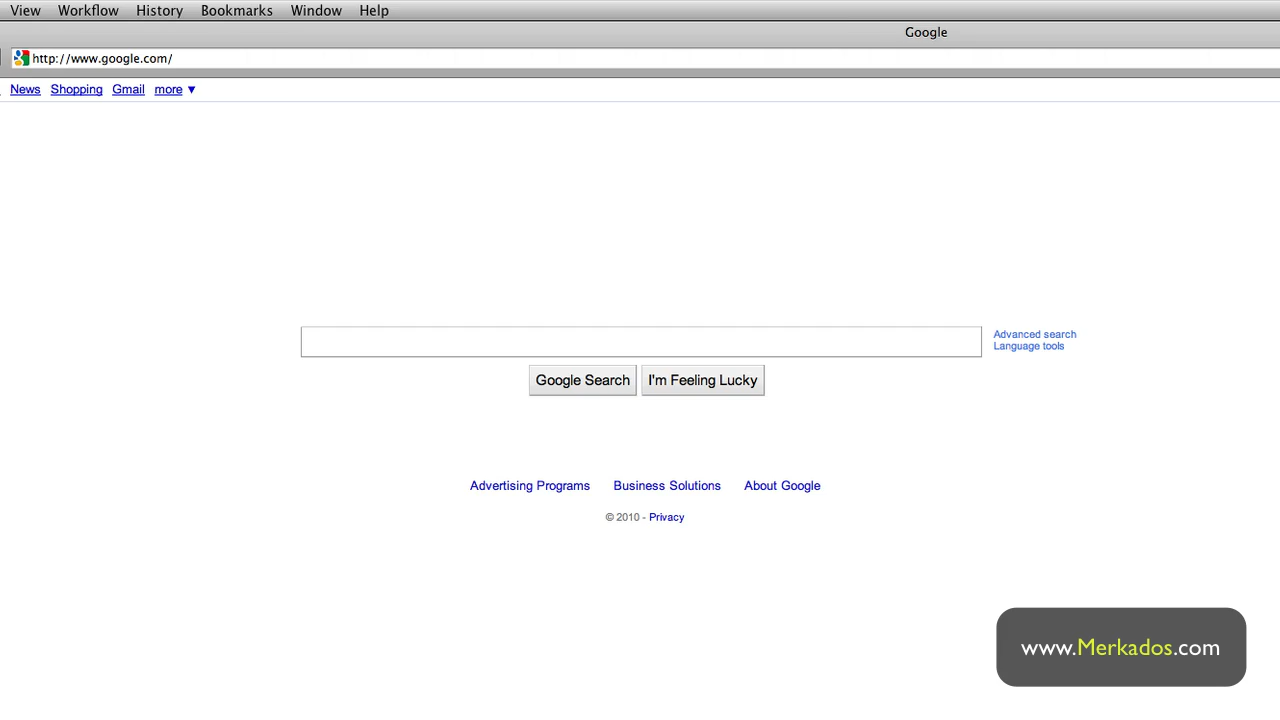 View Workflow History Bookmarks Window Help
Google
http://www.google.com/
News Shopping Gmail more ▼
Advanced search
Language tools
Google Search I'm Feeling Lucky
Advertising Programs Business Solutions About Google
© 2010 - Privacy
www.Merkados.com